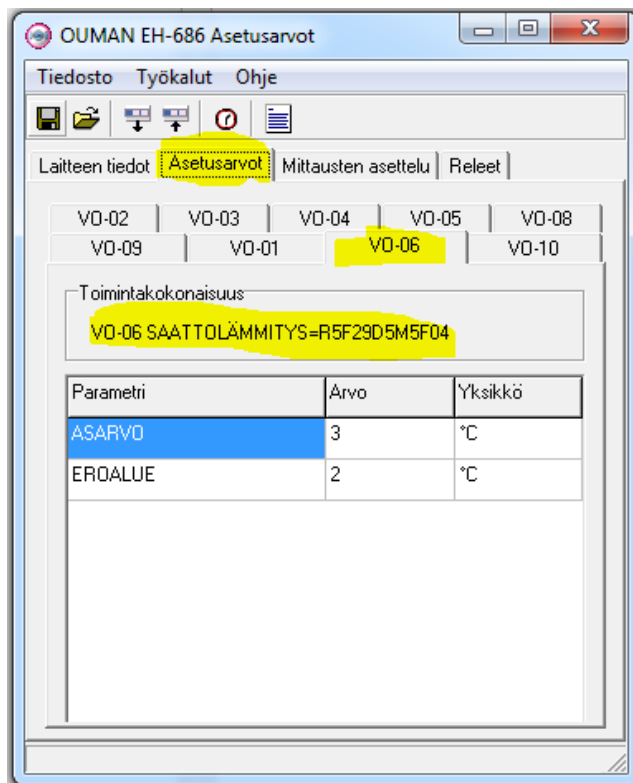 OUMAN EH-686 Asetusarvot
Tiedosto Työkalut Ohje
Laitteen tiedot Asetusarvot Mittausten asettelu Releet
VO-02 VO-03 VO-04 VO-05 VO-08
VO-09 VO-01 VO-06 VO-10
Toimintakokonaisuus
VO-06 SAATTOLÄMMITYS=R5F29D5M5F04
Parametri Arvo Yksikkö
ASARVO 3 °C
EROALUE 2 °C